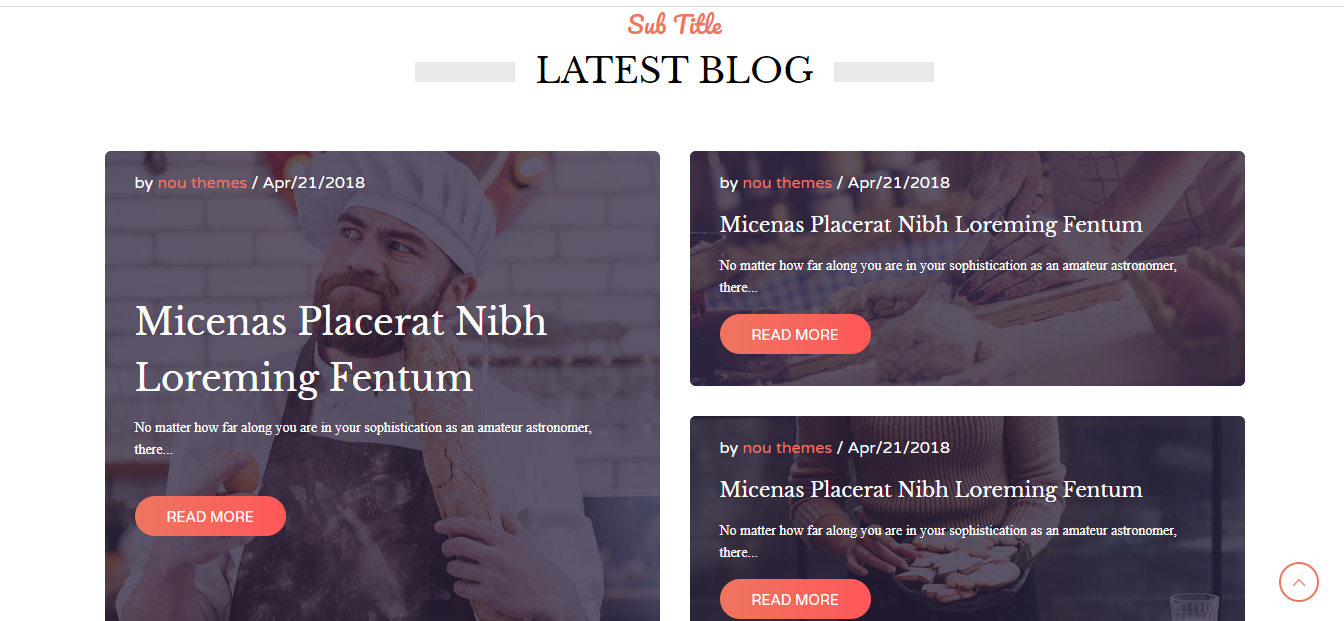 Sub Title
LATEST BLOG
by nou themes / Apr/21/2018
Micenas Placerat Nibh
Loreming Fentum
No matter how far along you are in your sophistication as an amateur astronomer,
there...
READ MORE
by nou themes / Apr/21/2018
Micenas Placerat Nibh Loreming Fentum
No matter how far along you are in your sophistication as an amateur astronomer,
there...
READ MORE
by nou themes / Apr/21/2018
Micenas Placerat Nibh Loreming Fentum
No matter how far along you are in your sophistication as an amateur astronomer,
there...
READ MORE